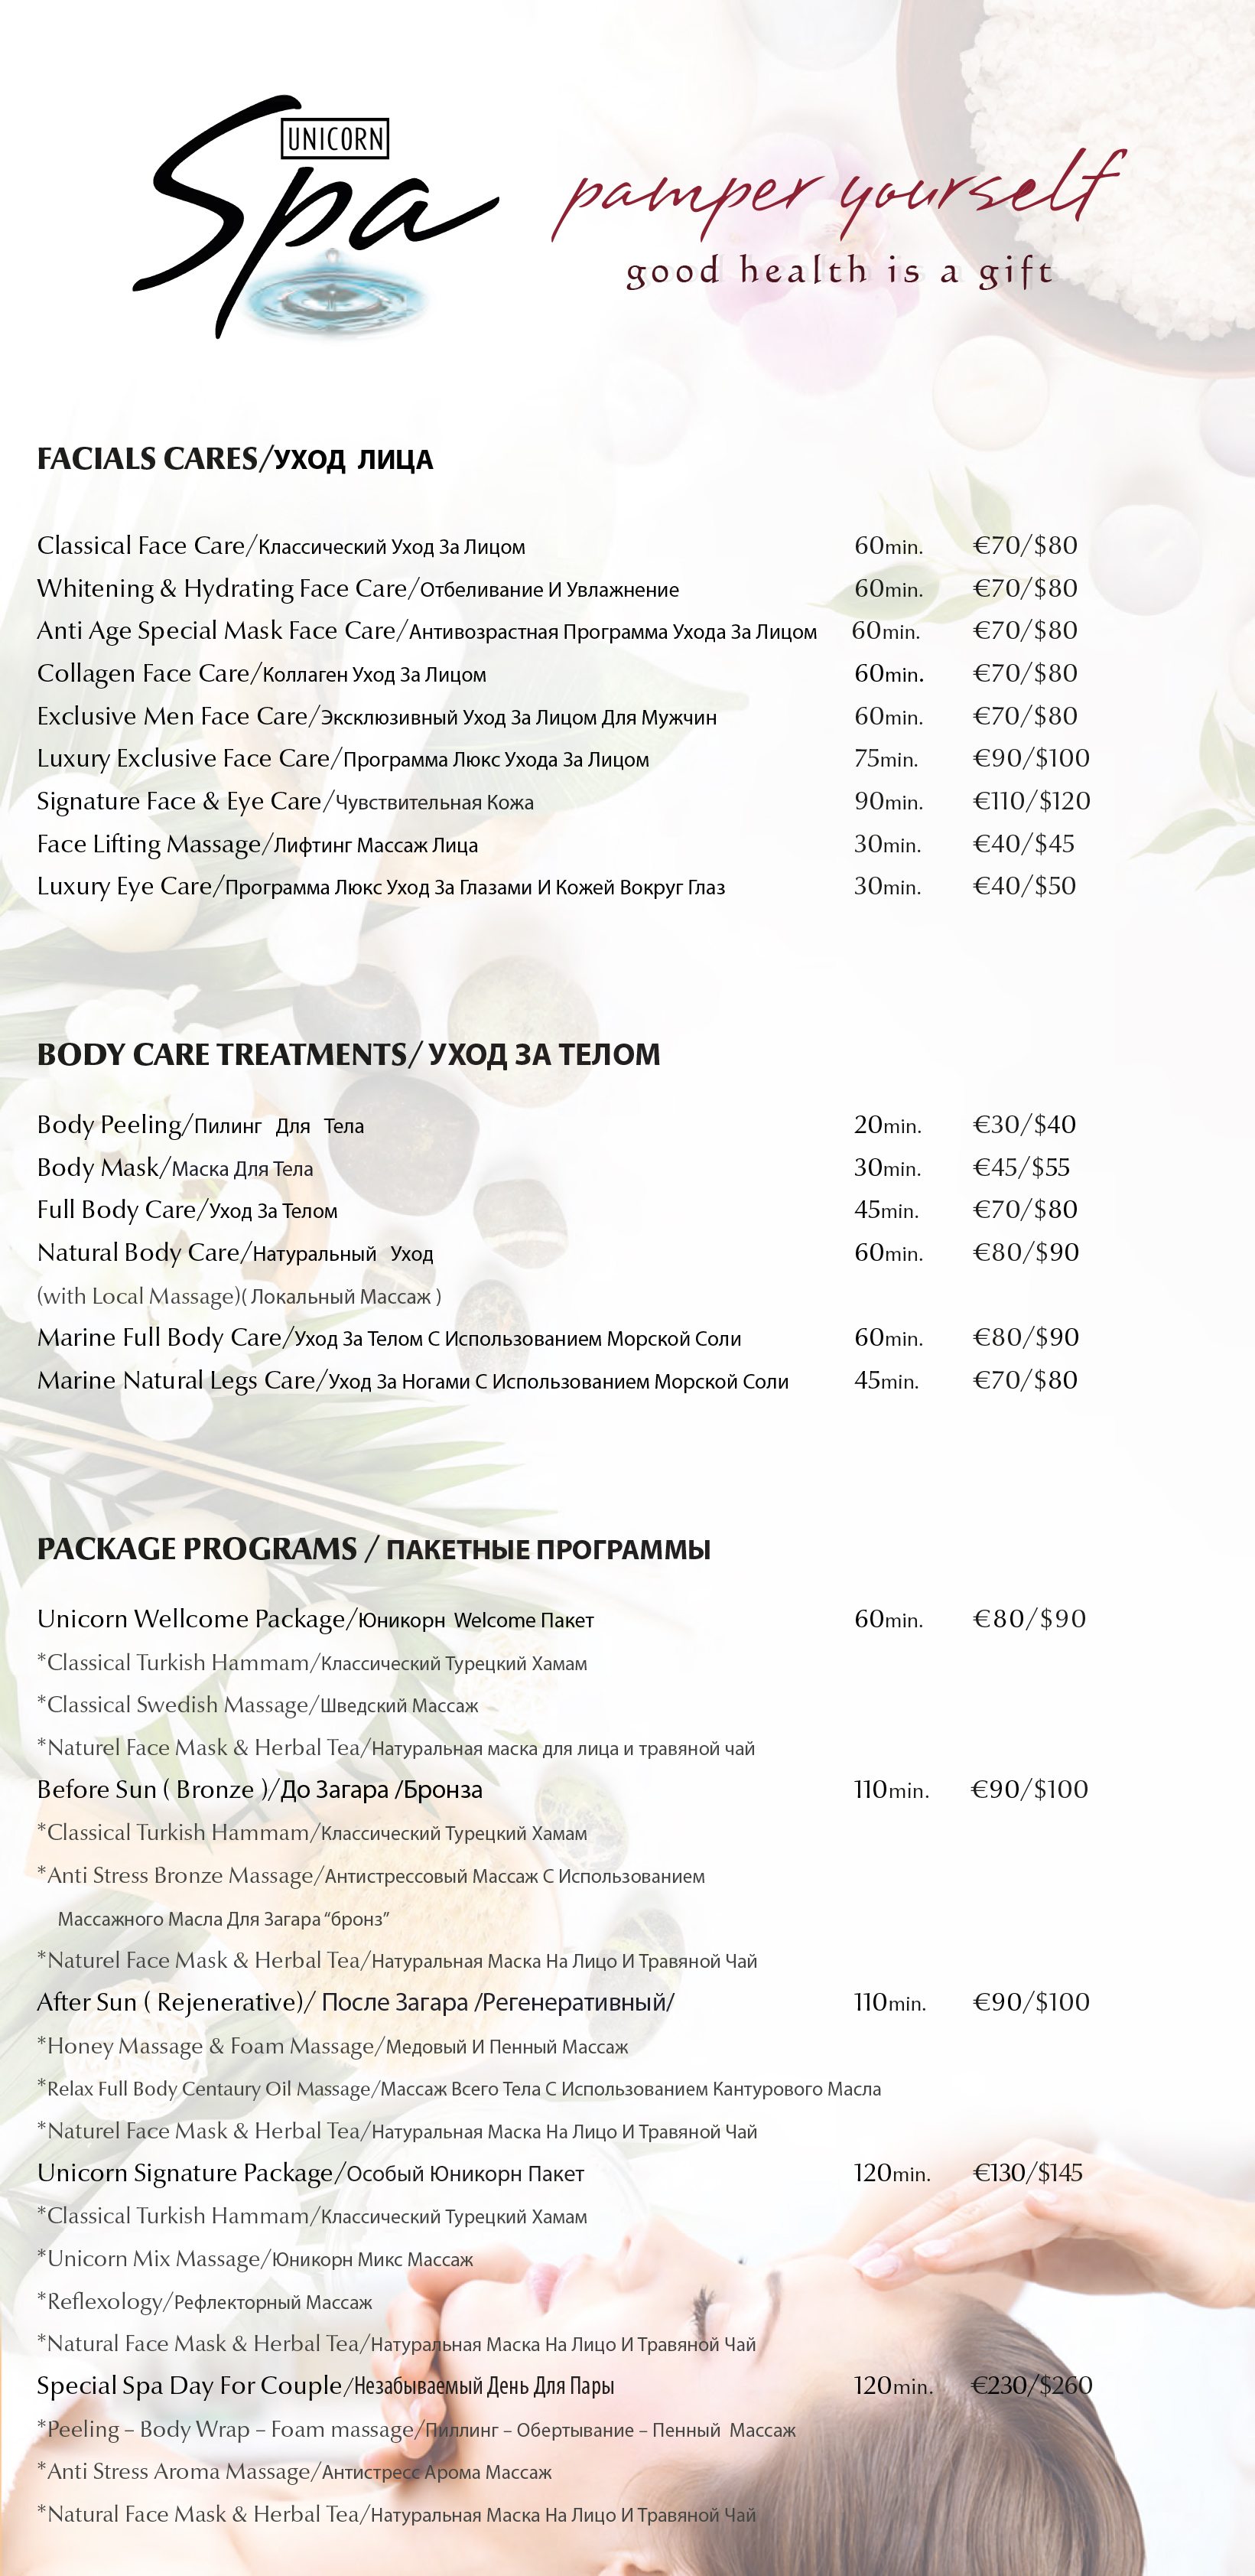 UNICORN
Spa
pamper yourself
good health is a gift
FACIALS CARES/УХОД ЛИЦА
Classical Face Care/Классический Уход За Лицом 60min. €70/$80
Whitening & Hydrating Face Care/Отбеливание И Увлажнение 60min. €70/$80
Anti Age Special Mask Face Care/Антивозрастная Программа Ухода За Лицом 60min. €70/$80
Collagen Face Care/Коллаген Уход За Лицом 60min. €70/$80
Exclusive Men Face Care/Эксклюзивный Уход За Лицом Для Мужчин 60min. €70/$80
Luxury Exclusive Face Care/Программа Люкс Ухода За Лицом 75min. €90/$100
Signature Face & Eye Care/Чувствительная Кожа 90min. €110/$120
Face Lifting Massage/Лифтинг Массаж Лица 30min. €40/$45
Luxury Eye Care/Программа Люкс Уход За Глазами И Кожей Вокруг Глаз 30min. €40/$50
BODY CARE TREATMENTS/ УХОД ЗА ТЕЛОМ
Body Peeling/Пилинг Для Тела 20min. €30/$40
Body Mask/Маска Для Тела 30min. €45/$55
Full Body Care/Уход За Телом 45min. €70/$80
Natural Body Care/Натуральный Уход 60min. €80/$90
(with Local Massage)( Локальный Массаж )
Marine Full Body Care/Уход За Телом С Использованием Морской Соли 60min. €80/$90
Marine Natural Legs Care/Уход За Ногами С Использованием Морской Соли 45min. €70/$80
PACKAGE PROGRAMS / ПАКЕТНЫЕ ПРОГРАММЫ
Unicorn Wellcome Package/Юникорн Welcome Пакет 60min. €80/$90
*Classical Turkish Hammam/Классический Турецкий Хамам
*Classical Swedish Massage/Шведский Массаж
*Naturel Face Mask & Herbal Tea/Натуральная маска для лица и травяной чай
Before Sun ( Bronze )/До Загара /Бронза 110min. €90/$100
*Classical Turkish Hammam/Классический Турецкий Хамам
*Anti Stress Bronze Massage/Антистрессовый Массаж С Использованием
Массажного Масла Для Загара “бронз”
*Naturel Face Mask & Herbal Tea/Натуральная Маска На Лицо И Травяной Чай
After Sun ( Rejenerative)/ После Загара /Регенеративный/ 110min. €90/$100
*Honey Massage & Foam Massage/Медовый И Пенный Массаж
*Relax Full Body Centaury Oil Massage/Массаж Всего Тела С Использованием Кантурового Масла
*Naturel Face Mask & Herbal Tea/Натуральная Маска На Лицо И Травяной Чай
Unicorn Signature Package/Особый Юникорн Пакет 120min. €130/$145
*Classical Turkish Hammam/Классический Турецкий Хамам
*Unicorn Mix Massage/Юникорн Микс Массаж
*Reflexology/Рефлекторный Массаж
*Natural Face Mask & Herbal Tea/Натуральная Маска На Лицо И Травяной Чай
Special Spa Day For Couple/Незабываемый День Для Пары 120min. €230/$260
*Peeling – Body Wrap – Foam massage/Пиллинг – Обертывание – Пенный Массаж
*Anti Stress Aroma Massage/Антистресс Арома Массаж
*Natural Face Mask & Herbal Tea/Натуральная Маска На Лицо И Травяной Чай